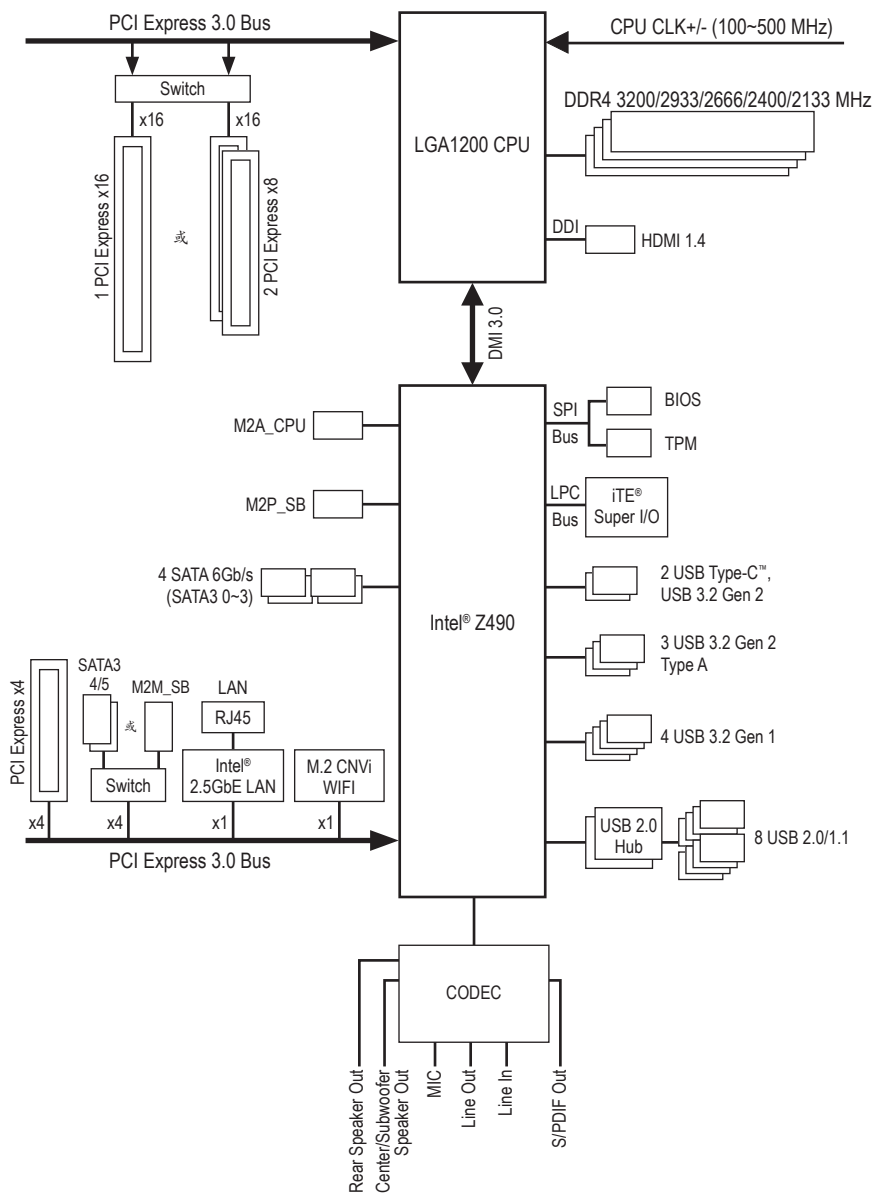 PCI Express 3.0 Bus
CPU CLK+/- (100~500 MHz)
Switch
x16
x16
1 PCI Express x16
或
2 PCI Express x8
LGA1200 CPU
DDR4 3200/2933/2666/2400/2133 MHz
DDI
HDMI 1.4
DMI 3.0
M2A_CPU
M2P_SB
4 SATA 6Gb/s
(SATA3 0~3)
Intel® Z490
SPI
Bus
BIOS
TPM
LPC
Bus
iTE®
Super I/O
2 USB Type-C™,
USB 3.2 Gen 2
3 USB 3.2 Gen 2
Type A
4 USB 3.2 Gen 1
USB 2.0
Hub
8 USB 2.0/1.1
PCI Express x4
SATA3
4/5
或
M2M_SB
Switch
LAN
RJ45
Intel®
2.5GbE LAN
M.2 CNVi
WIFI
x4
x4
x1
x1
PCI Express 3.0 Bus
CODEC
Rear Speaker Out
Center/Subwoofer
Speaker Out
MIC
Line Out
Line In
S/PDIF Out